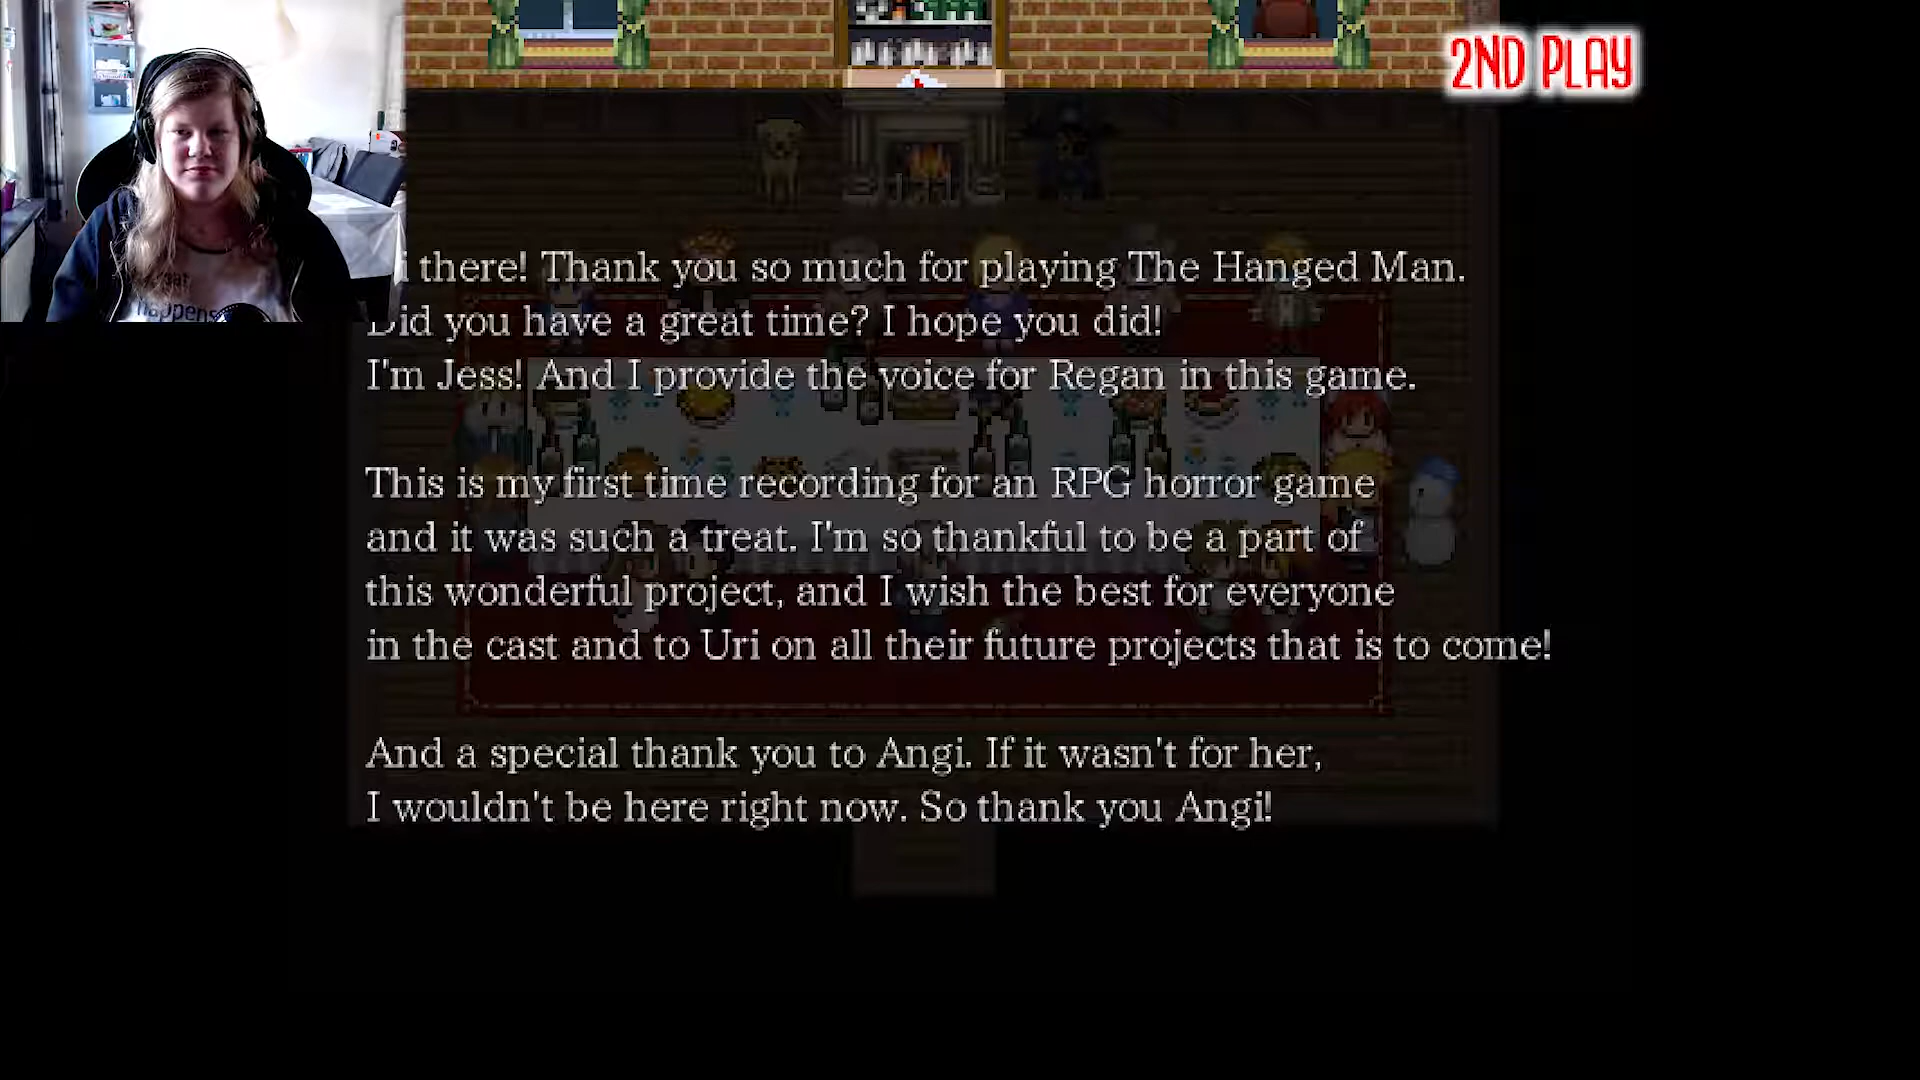 2ND PLAY
i there! Thank you so much for playing The Hanged Man.
Did you have a great time? I hope you did!
I'm Jess! And I provide the voice for Regan in this game.
This is my first time recording for an RPG horror game
and it was such a treat. I'm so thankful to be a part of
this wonderful project, and I wish the best for everyone
in the cast and to Uri on all their future projects that is to come!
And a special thank you to Angi. If it wasn't for her,
I wouldn't be here right now. So thank you Angi!
happens